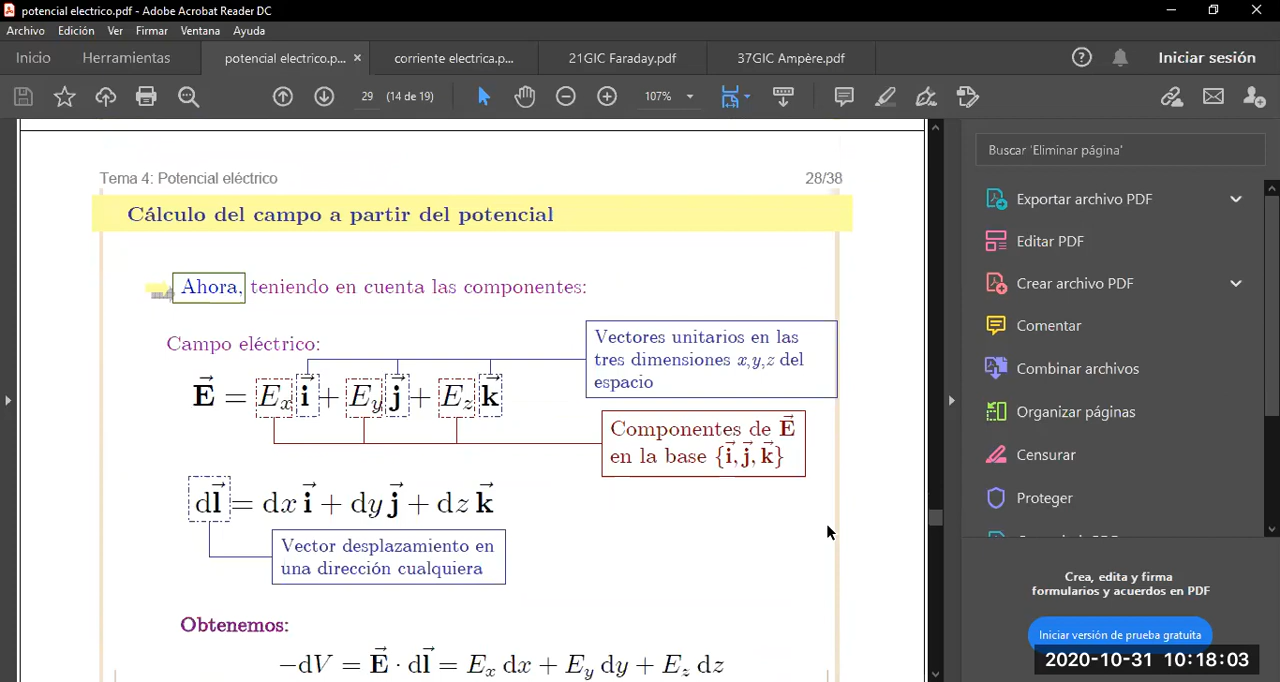 potencial electrico.pdf - Adobe Acrobat Reader DC
Archivo Edición Ver Firmar Ventana Ayuda
Inicio Herramientas potencial electrico.p... × corriente electrica.p... 21GIC Faraday.pdf 37GIC Ampère.pdf Iniciar sesión
29 (14 de 19) 107%
Tema 4: Potencial eléctrico 28/38
Cálculo del campo a partir del potencial
Ahora, teniendo en cuenta las componentes:
Campo eléctrico:
Vectores unitarios en las
tres dimensiones x,y,z del
espacio
E⃗ = Eₓ i⃗ + E_y j⃗ + E_z k⃗
Componentes de E⃗
en la base {i⃗, j⃗, k⃗}
dl⃗ = dx i⃗ + dy j⃗ + dz k⃗
Vector desplazamiento en
una dirección cualquiera
Obtenemos:
−dV = E⃗ · dl⃗ = Eₓ dx + E_y dy + E_z dz
Buscar 'Eliminar página'
Exportar archivo PDF
Editar PDF
Crear archivo PDF
Comentar
Combinar archivos
Organizar páginas
Censurar
Proteger
Crea, edita y firma
formularios y acuerdos en PDF
Iniciar versión de prueba gratuita
2020-10-31 10:18:03